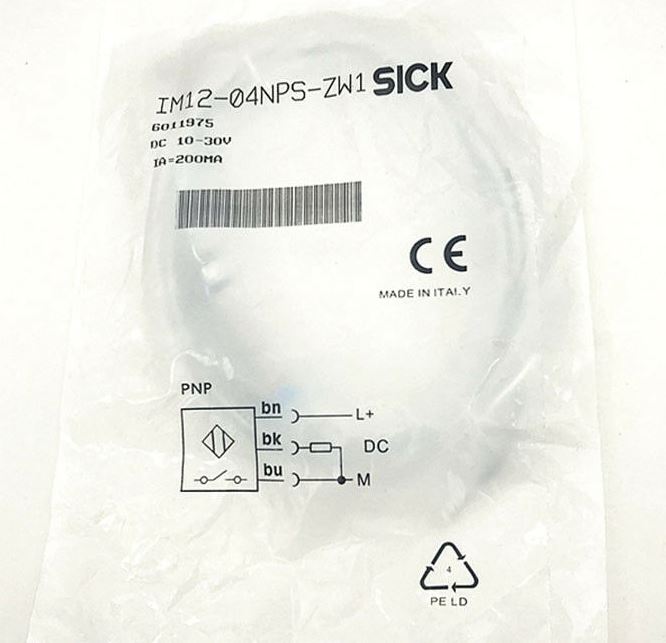 IM12-04NPS-ZW1 SICK
6011975
DC 10-30V
IA=200MA
CE
MADE IN ITALY
PNP
bn L+
bk DC
bu M
4
PE LD